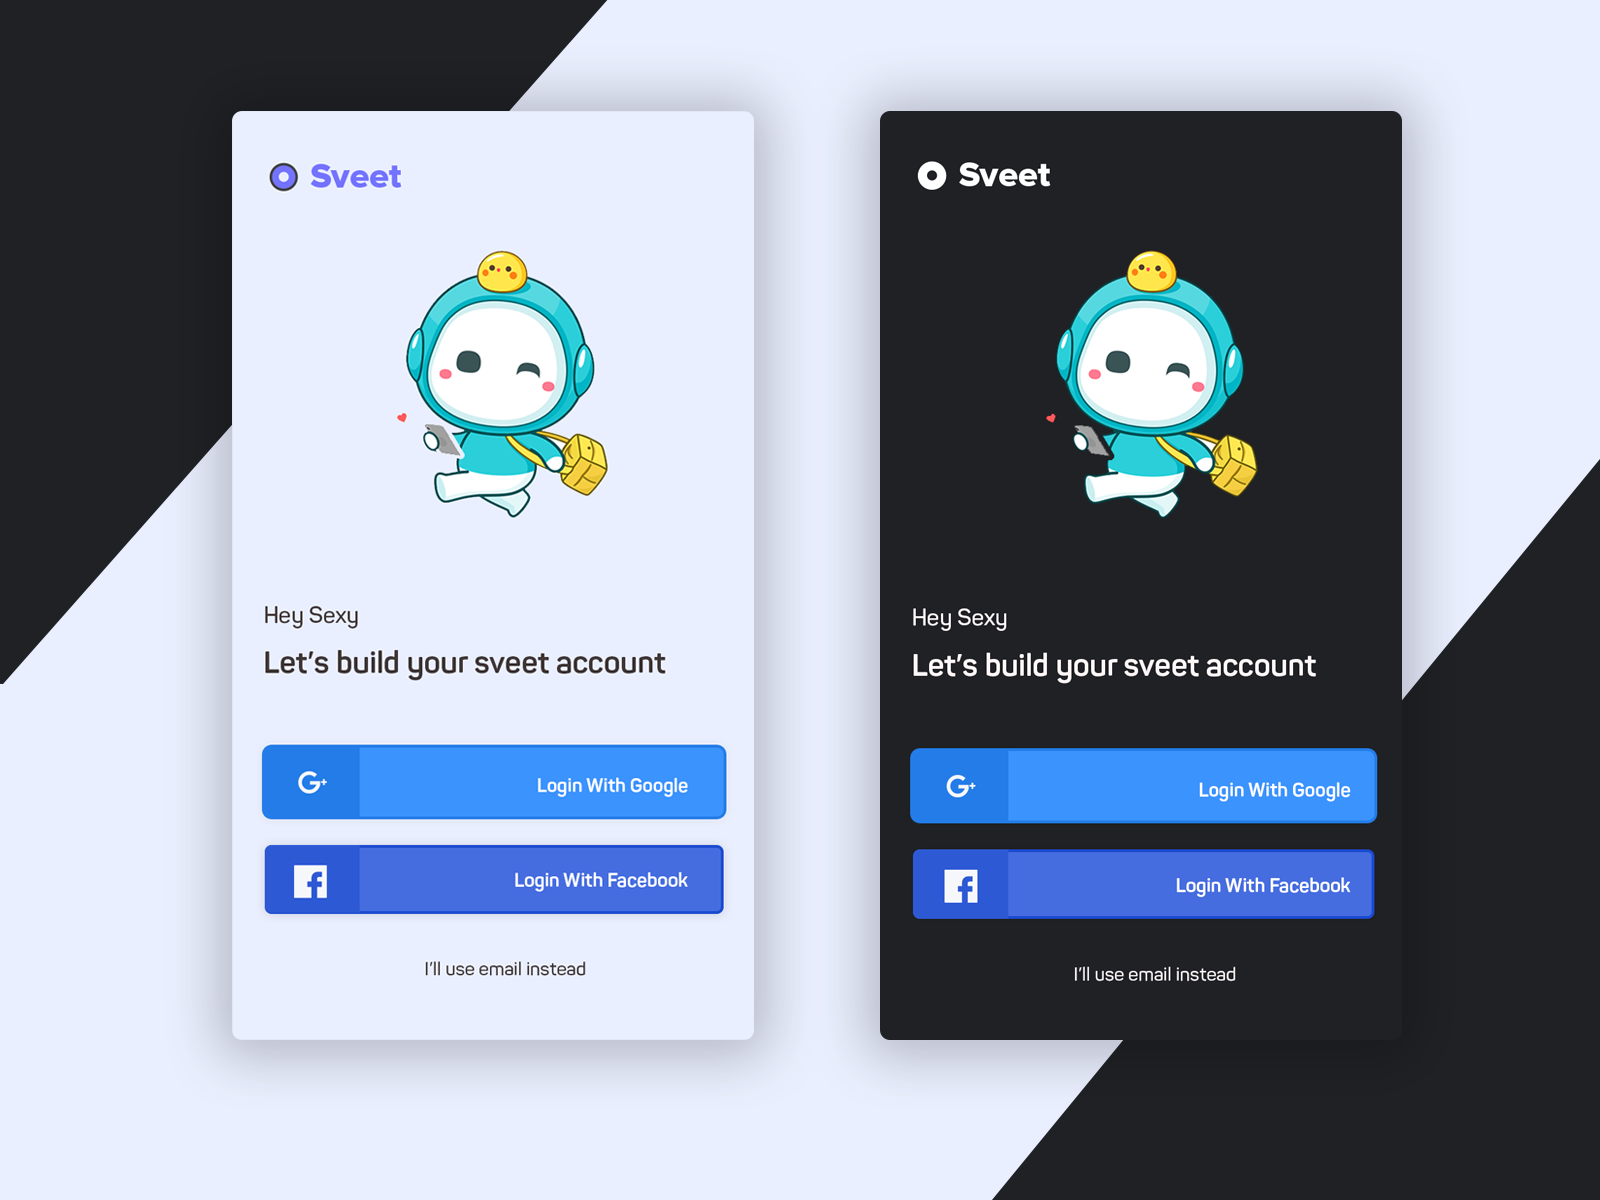 Sveet
Hey Sexy
Let's build your sveet account
G+
Login With Google
f
Login With Facebook
I'll use email instead
Sveet
Hey Sexy
Let's build your sveet account
G+
Login With Google
f
Login With Facebook
I'll use email instead